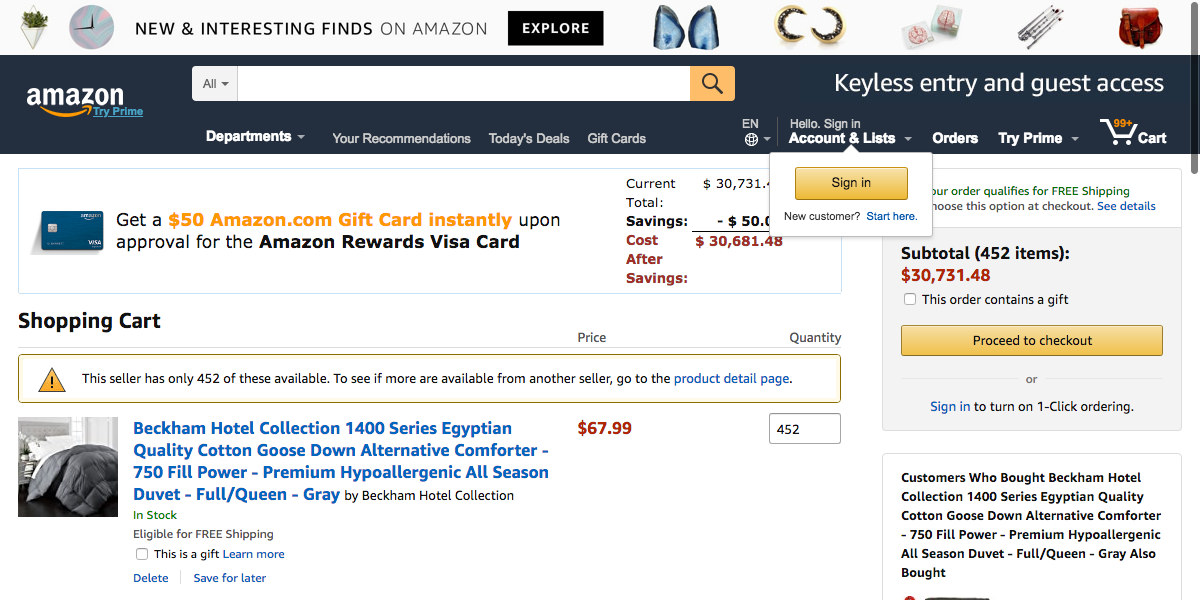 NEW & INTERESTING FINDS ON AMAZON
EXPLORE
amazon
Try Prime
All
Keyless entry and guest access
Departments
Your Recommendations
Today's Deals
Gift Cards
EN
Hello. Sign in
Account & Lists
Orders
Try Prime
99+
Cart
Sign in
New customer? Start here.
Get a $50 Amazon.com Gift Card instantly upon
approval for the Amazon Rewards Visa Card
Current $ 30,731.
Total:
Savings: - $ 50.0
Cost $ 30,681.48
After
Savings:
our order qualifies for FREE Shipping
hoose this option at checkout. See details
Subtotal (452 items):
$30,731.48
This order contains a gift
Proceed to checkout
or
Sign in to turn on 1-Click ordering.
Shopping Cart
Price
Quantity
This seller has only 452 of these available. To see if more are available from another seller, go to the product detail page.
Beckham Hotel Collection 1400 Series Egyptian
Quality Cotton Goose Down Alternative Comforter -
750 Fill Power - Premium Hypoallergenic All Season
Duvet - Full/Queen - Gray by Beckham Hotel Collection
$67.99
452
In Stock
Eligible for FREE Shipping
This is a gift Learn more
Delete
Save for later
Customers Who Bought Beckham Hotel
Collection 1400 Series Egyptian Quality
Cotton Goose Down Alternative Comforter
- 750 Fill Power - Premium Hypoallergenic
All Season Duvet - Full/Queen - Gray Also
Bought